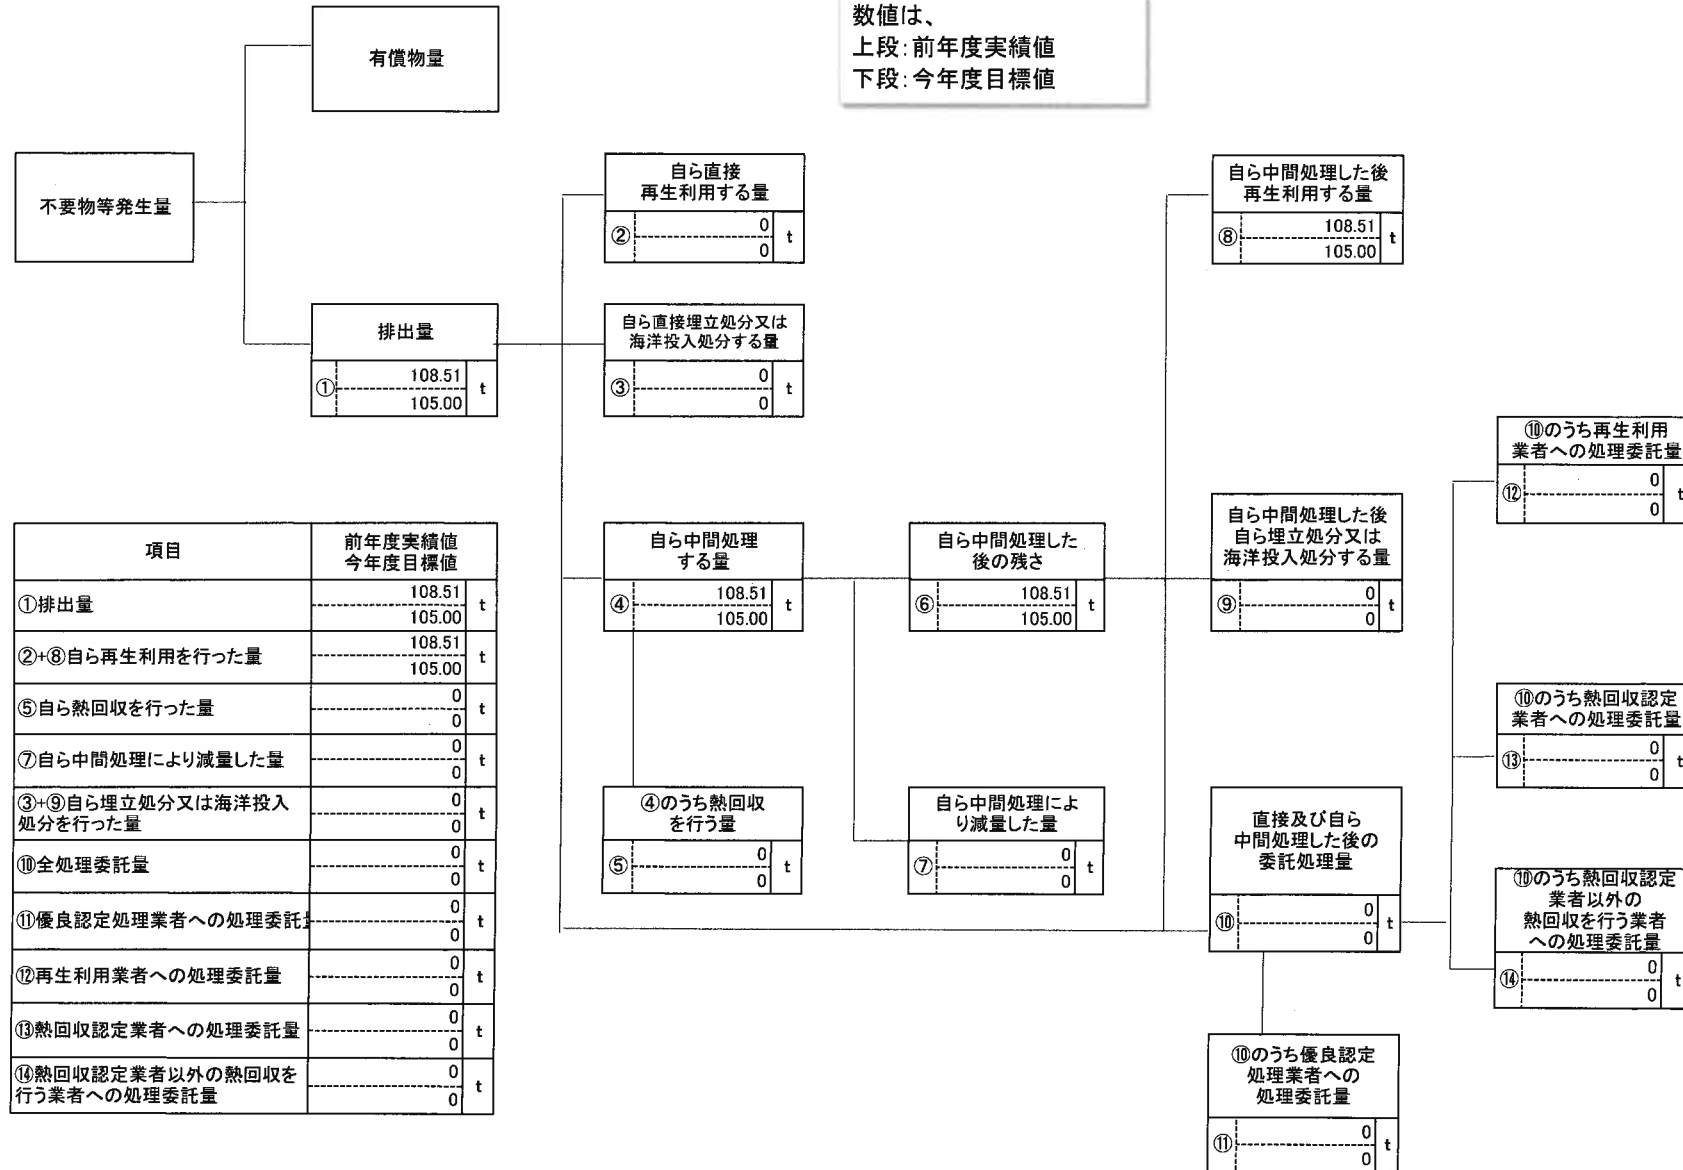 数値は、
上段：前年度実績値
下段：今年度目標値
有償物量
不要物等発生量
排出量
①
108.51
105.00
t
自ら直接
再生利用する量
②
0
0
t
自ら直接埋立処分又は
海洋投入処分する量
③
0
0
t
自ら中間処理した後
再生利用する量
⑧
108.51
105.00
t
自ら中間処理
する量
④
108.51
105.00
t
自ら中間処理した
後の残さ
⑥
108.51
105.00
t
自ら中間処理した後
自ら埋立処分又は
海洋投入処分する量
⑨
0
0
t
④のうち熱回収
を行う量
⑤
0
0
t
自ら中間処理によ
り減量した量
⑦
0
0
t
直接及び自ら
中間処理した後の
委託処理量
⑩
0
0
t
⑩のうち優良認定
処理業者への
処理委託量
⑪
0
0
t
⑩のうち再生利用
業者への処理委託量
⑫
0
0
t
⑩のうち熱回収認定
業者への処理委託量
⑬
0
0
t
⑩のうち熱回収認定
業者以外の
熱回収を行う業者
への処理委託量
⑭
0
0
t
項目
前年度実績値
今年度目標値
①排出量
108.51
105.00
t
②+⑧自ら再生利用を行った量
108.51
105.00
t
⑤自ら熱回収を行った量
0
0
t
⑦自ら中間処理により減量した量
0
0
t
③+⑨自ら埋立処分又は海洋投入
処分を行った量
0
0
t
⑩全処理委託量
0
0
t
⑪優良認定処理業者への処理委託
0
0
t
⑫再生利用業者への処理委託量
0
0
t
⑬熱回収認定業者への処理委託量
0
0
t
⑭熱回収認定業者以外の熱回収を
行う業者への処理委託量
0
0
t